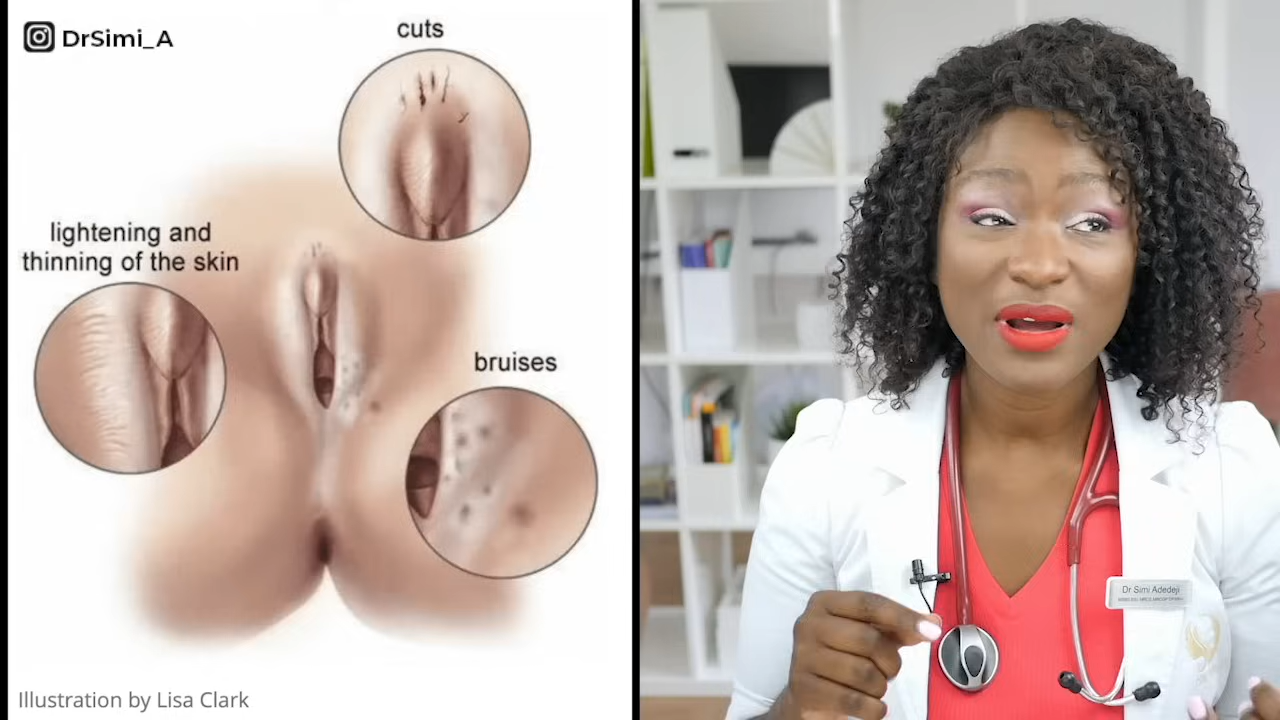 DrSimi_A
cuts
lightening and
thinning of the skin
bruises
Dr Simi Adedeji
Illustration by Lisa Clark